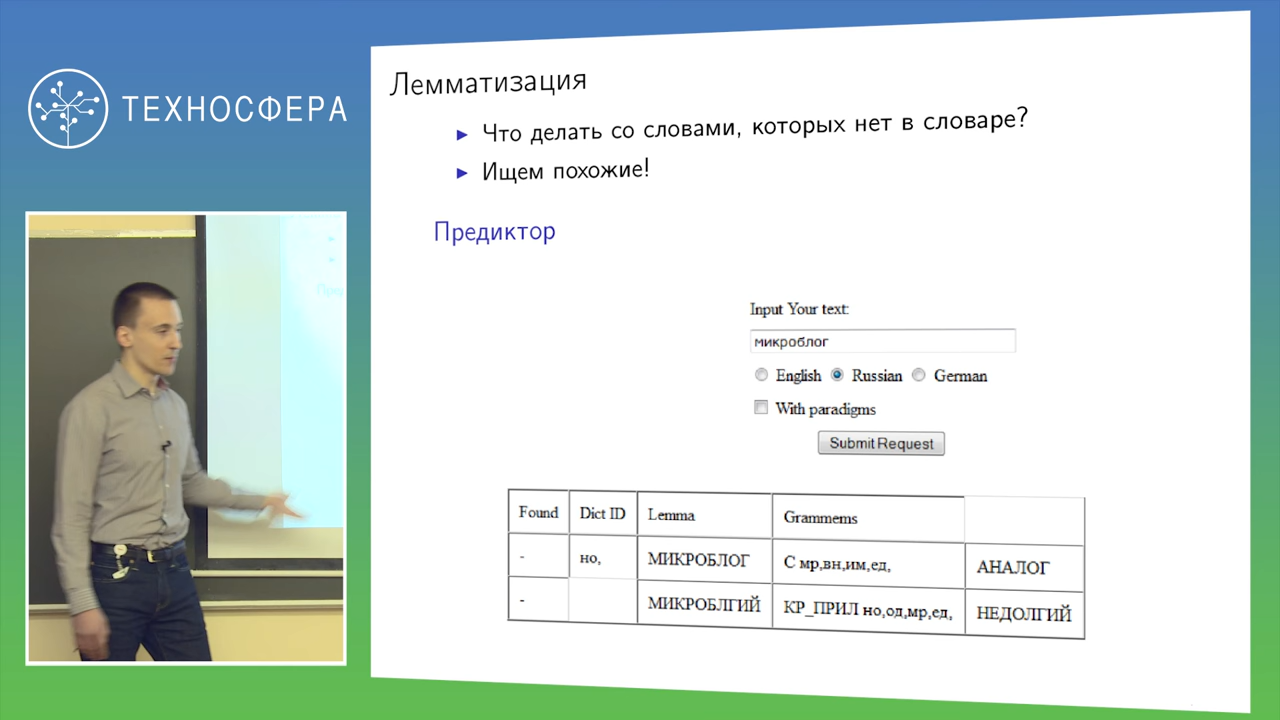 ТЕХНОСФЕРА
Лемматизация
Что делать со словами, которых нет в словаре?
Ищем похожие!
Предиктор
Input Your text:
микроблог
English Russian German
With paradigms
Submit Request
Found Dict ID Lemma Grammems
- но, МИКРОБЛОГ С мр,вн,им,ед, АНАЛОГ
- МИКРОБЛГИЙ КР_ПРИЛ но,од,мр,ед, НЕДОЛГИЙ